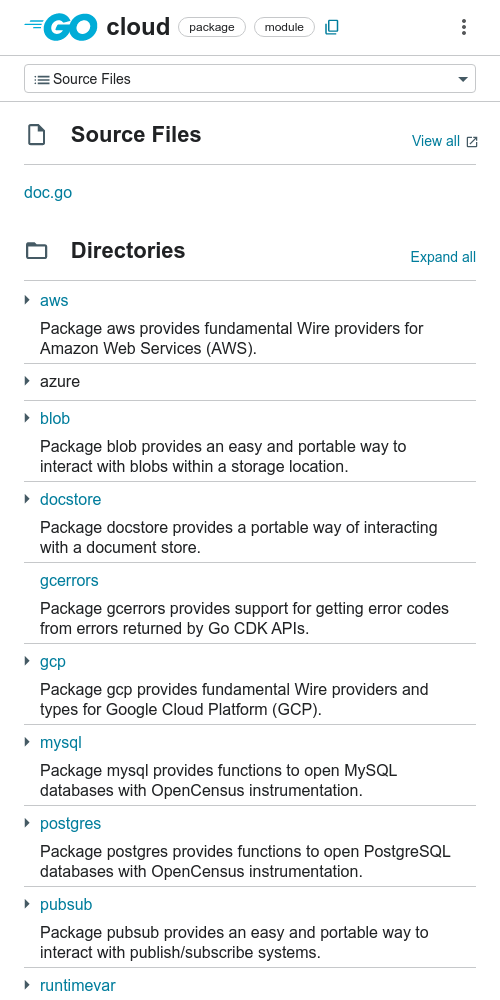 GO cloud package module
Source Files
Source Files
View all
doc.go
Directories
Expand all
aws
Package aws provides fundamental Wire providers for
Amazon Web Services (AWS).
azure
blob
Package blob provides an easy and portable way to
interact with blobs within a storage location.
docstore
Package docstore provides a portable way of interacting
with a document store.
gcerrors
Package gcerrors provides support for getting error codes
from errors returned by Go CDK APIs.
gcp
Package gcp provides fundamental Wire providers and
types for Google Cloud Platform (GCP).
mysql
Package mysql provides functions to open MySQL
databases with OpenCensus instrumentation.
postgres
Package postgres provides functions to open PostgreSQL
databases with OpenCensus instrumentation.
pubsub
Package pubsub provides an easy and portable way to
interact with publish/subscribe systems.
runtimevar